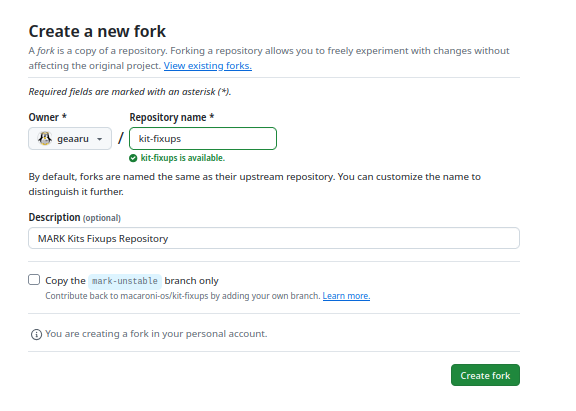 Create a new fork
A fork is a copy of a repository. Forking a repository allows you to freely experiment with changes without
affecting the original project. View existing forks.
Required fields are marked with an asterisk (*).
Owner * Repository name *
geaaru / kit-fixups
kit-fixups is available.
By default, forks are named the same as their upstream repository. You can customize the name to
distinguish it further.
Description (optional)
MARK Kits Fixups Repository
Copy the mark-unstable branch only
Contribute back to macaroni-os/kit-fixups by adding your own branch. Learn more.
You are creating a fork in your personal account.
Create fork